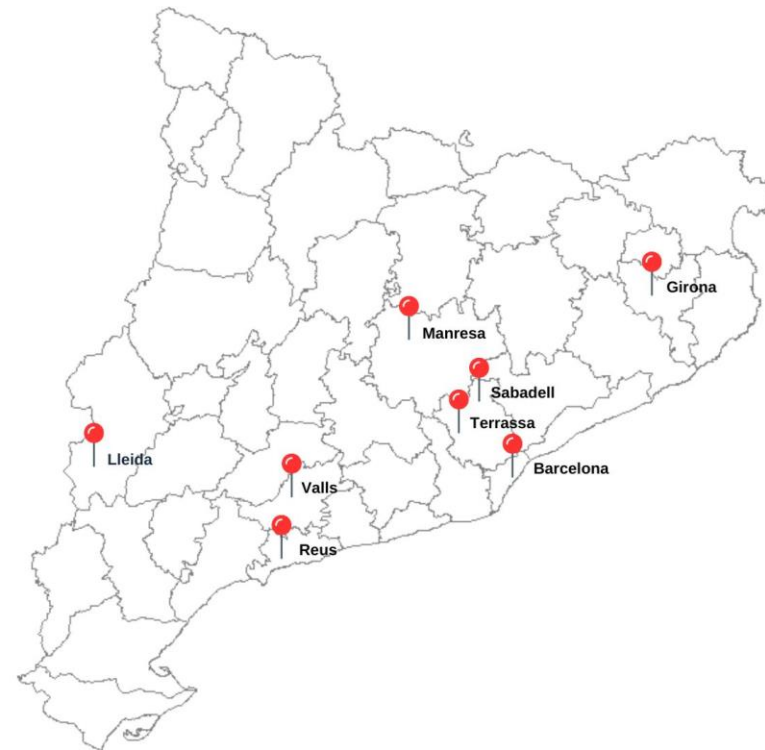 Girona
Manresa
Sabadell
Terrassa
Lleida
Barcelona
Valls
Reus